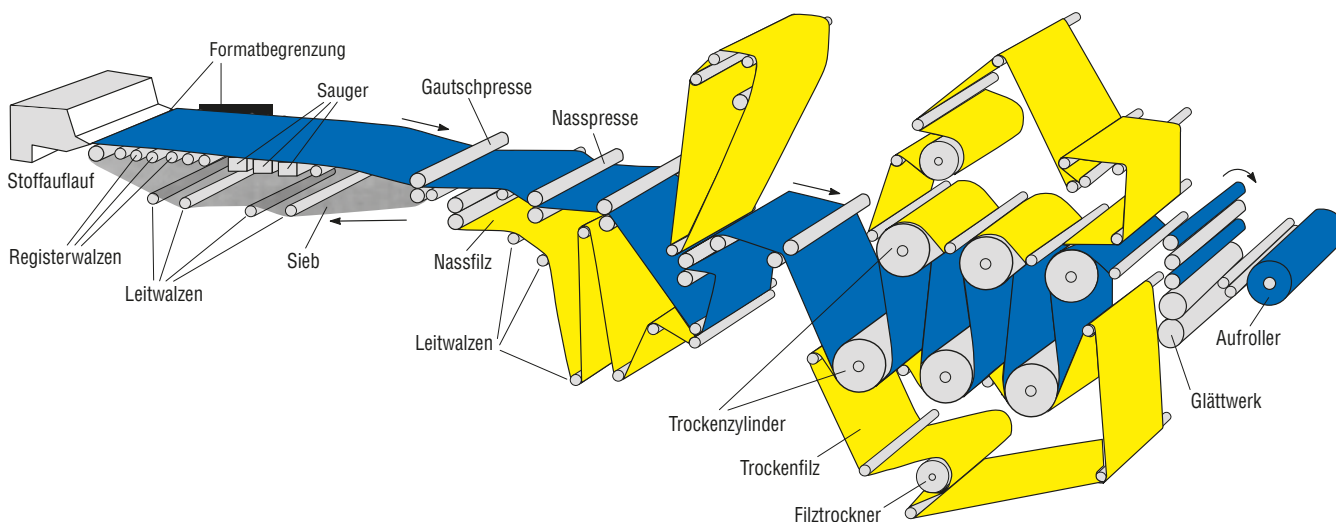 Formatbegrenzung
Sauger
Gautschpresse
Nasspresse
Stoffauflauf
Registerwalzen
Leitwalzen
Sieb
Nassfilz
Leitwalzen
Trockenzylinder
Trockenfilz
Filztrockner
Aufroller
Glättwerk